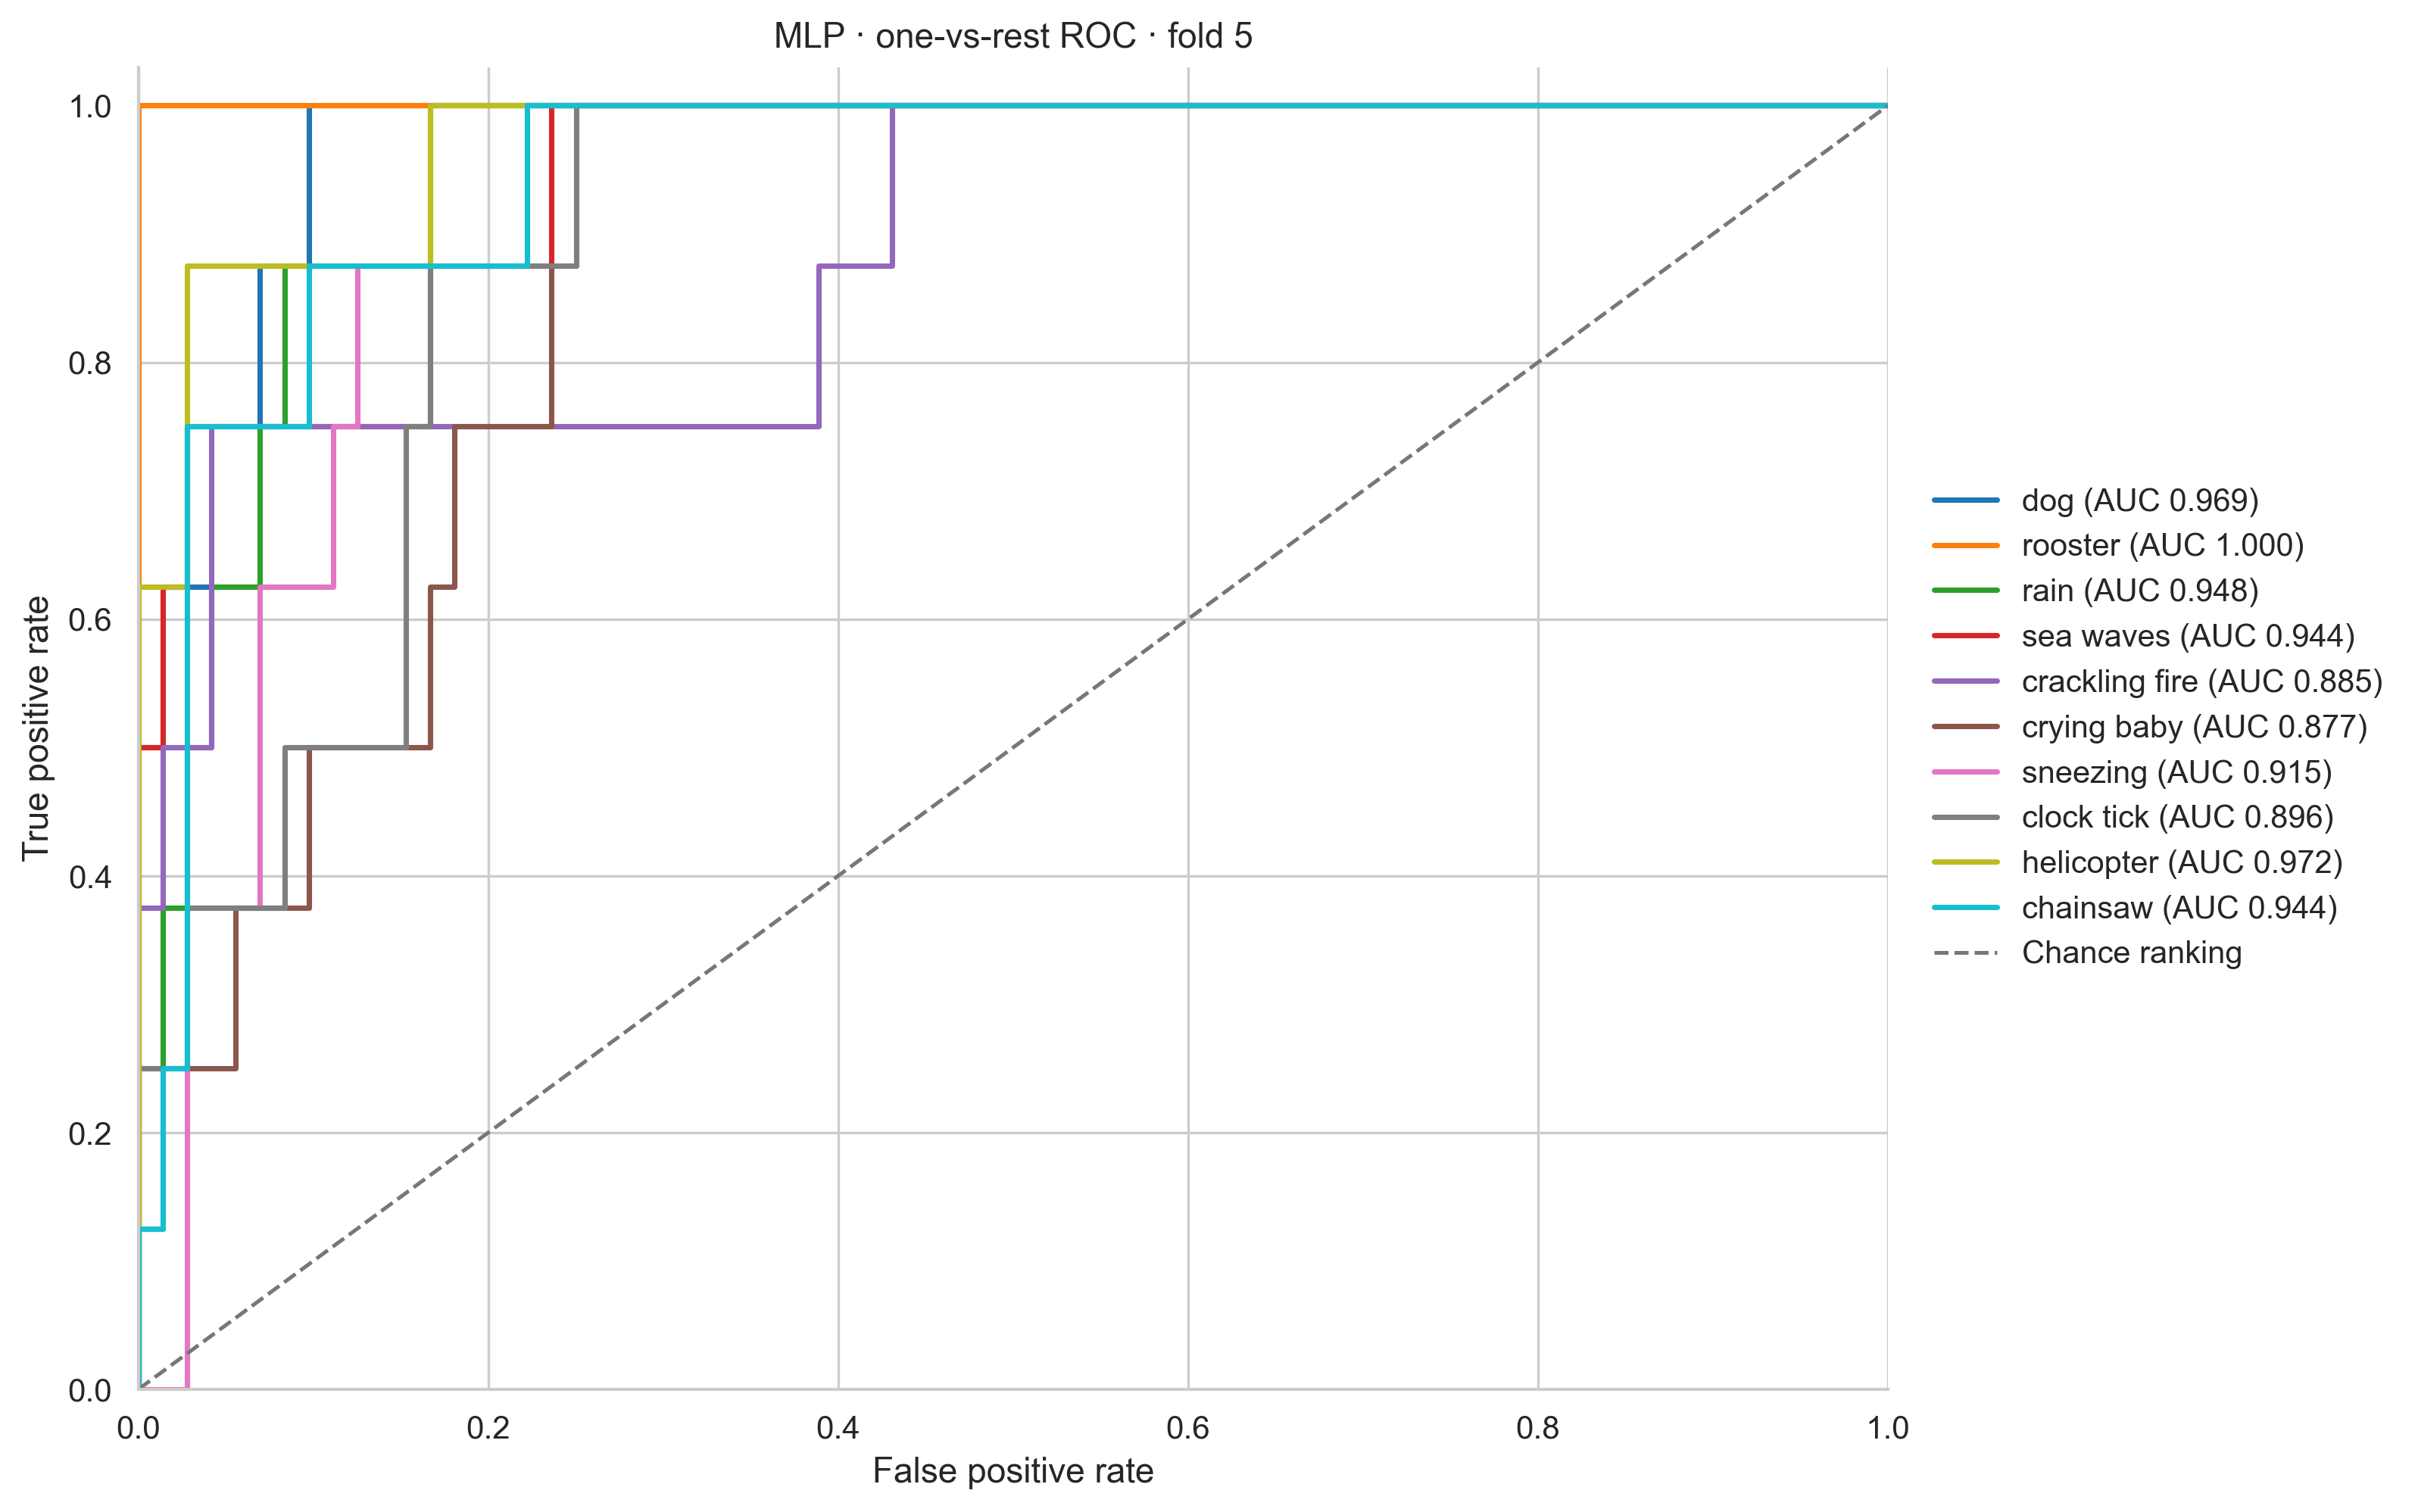 MLP · one-vs-rest ROC · fold 5
True positive rate
1.0
0.8
0.6
0.4
0.2
0.0
0.0 0.2 0.4 0.6 0.8 1.0
False positive rate
dog (AUC 0.969)
rooster (AUC 1.000)
rain (AUC 0.948)
sea waves (AUC 0.944)
crackling fire (AUC 0.885)
crying baby (AUC 0.877)
sneezing (AUC 0.915)
clock tick (AUC 0.896)
helicopter (AUC 0.972)
chainsaw (AUC 0.944)
Chance ranking